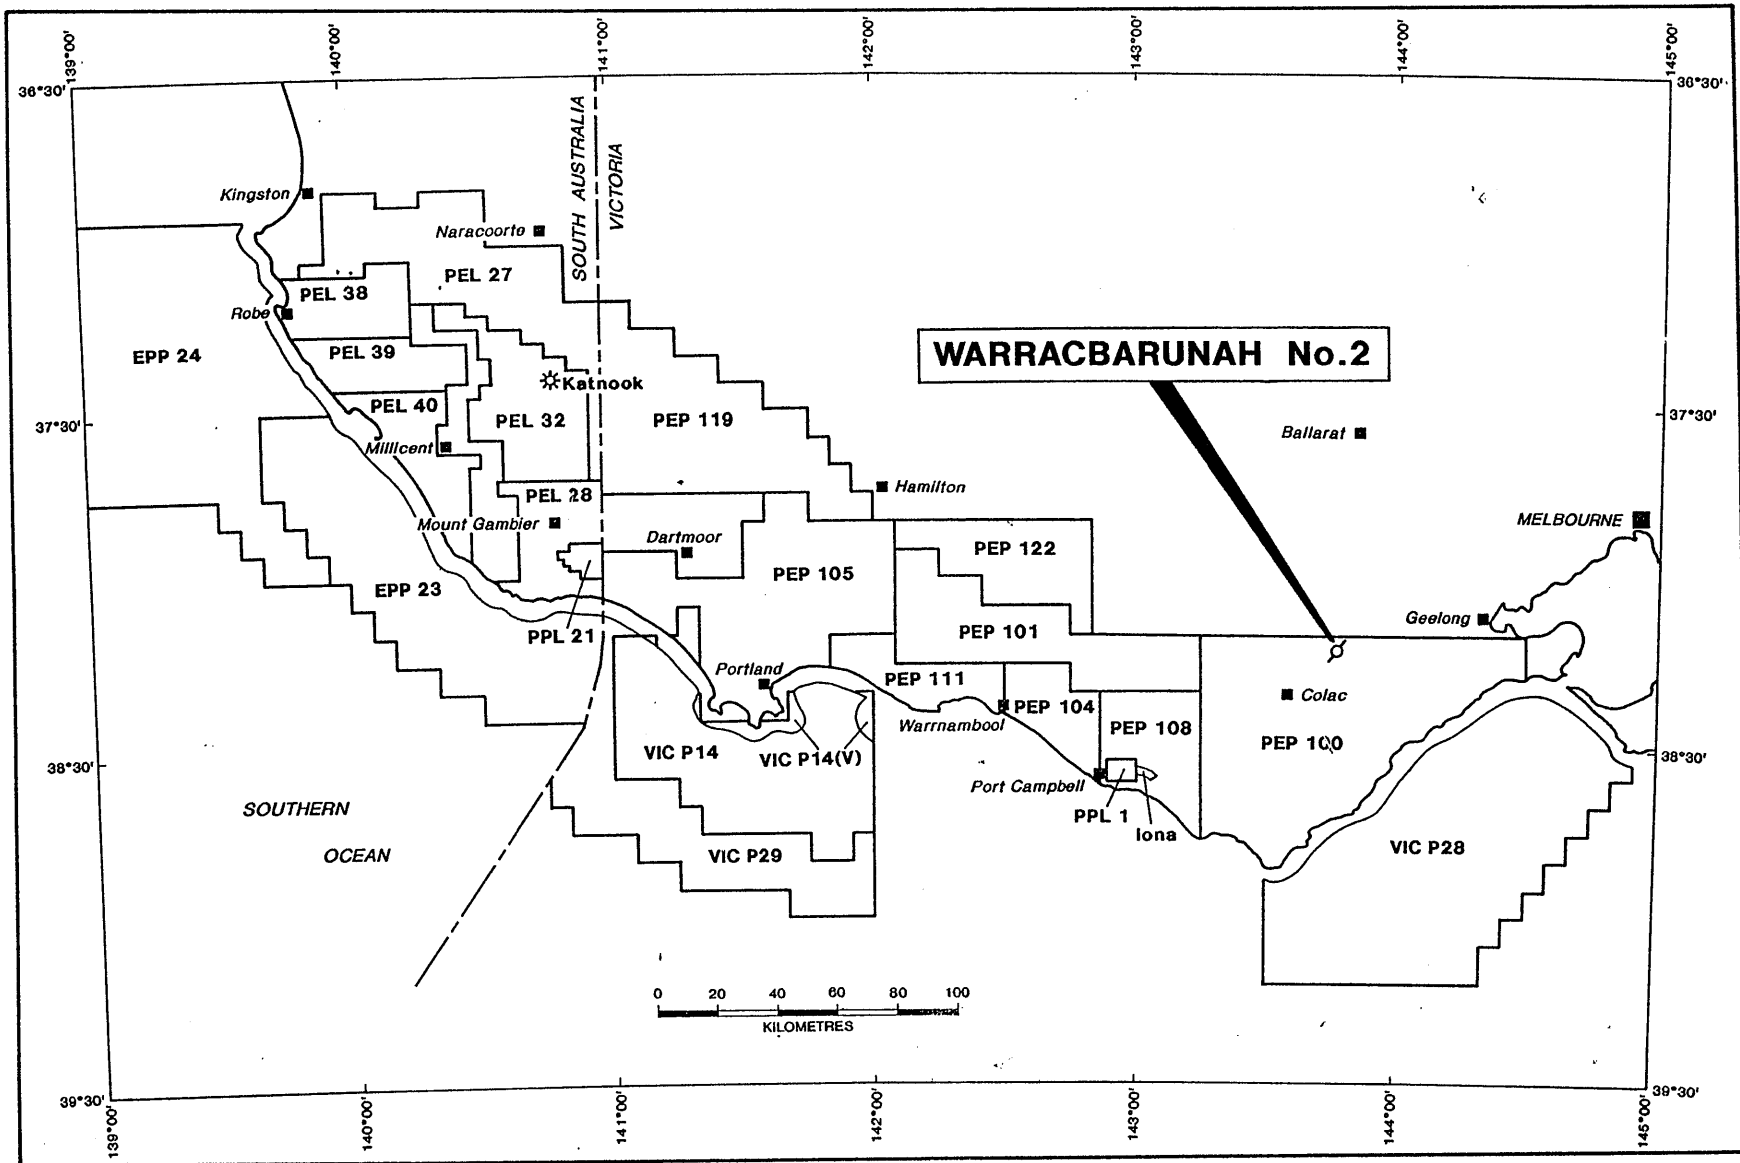 139°00'
140°00'
141°00'
142°00'
143°00'
144°00'
145°00'
36°30'
36°30'
SOUTH AUSTRALIA
VICTORIA
Kingston
Naracoorte
PEL 27
PEL 38
Robe
EPP 24
PEL 39
WARRACBARUNAH No.2
Katnook
PEL 40
PEL 32
PEP 119
37°30'
37°30'
Ballarat
Millicent
Hamilton
PEL 28
Mount Gambier
MELBOURNE
Dartmoor
PEP 122
PEP 105
EPP 23
PPL 21
PEP 101
Geelong
Portland
PEP 111
Colac
PEP 104
Warrnambool
PEP 108
VIC P14
VIC P14(V)
PEP 100
38°30'
38°30'
Port Campbell
PPL 1
Iona
SOUTHERN
OCEAN
VIC P29
VIC P28
0 20 40 60 80 100
KILOMETRES
39°30'
39°30'
139°00'
140°00'
141°00'
142°00'
143°00'
144°00'
145°00'